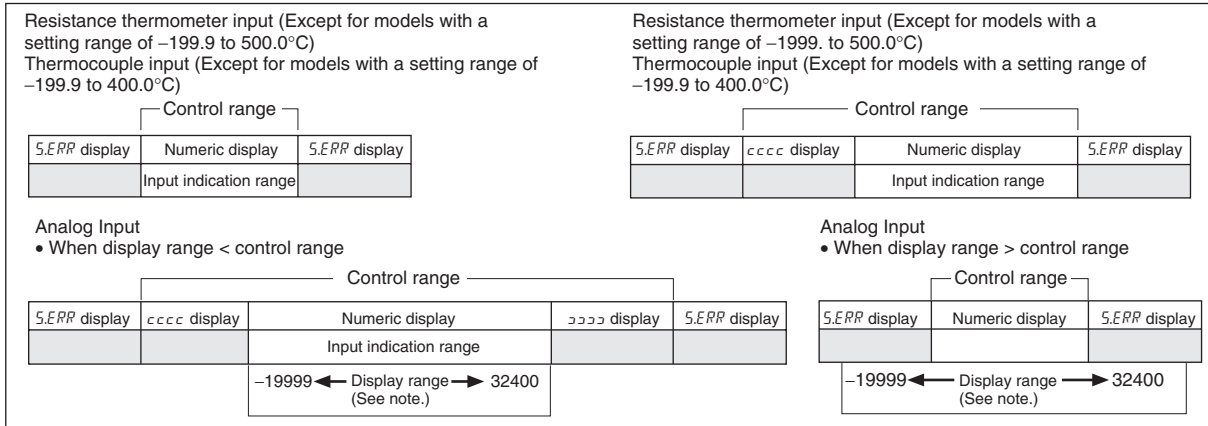 Resistance thermometer input (Except for models with a
setting range of −199.9 to 500.0°C)
Thermocouple input (Except for models with a setting range of
−199.9 to 400.0°C)
Control range
S.ERR display Numeric display S.ERR display
Input indication range
Resistance thermometer input (Except for models with a
setting range of −1999. to 500.0°C)
Thermocouple input (Except for models with a setting range of
−199.9 to 400.0°C)
Control range
S.ERR display cccc display Numeric display S.ERR display
Input indication range
Analog Input
• When display range < control range
Control range
S.ERR display cccc display Numeric display ɔɔɔɔ display S.ERR display
Input indication range
−19999 Display range 32400
(See note.)
Analog Input
• When display range > control range
Control range
S.ERR display Numeric display S.ERR display
−19999 Display range 32400
(See note.)